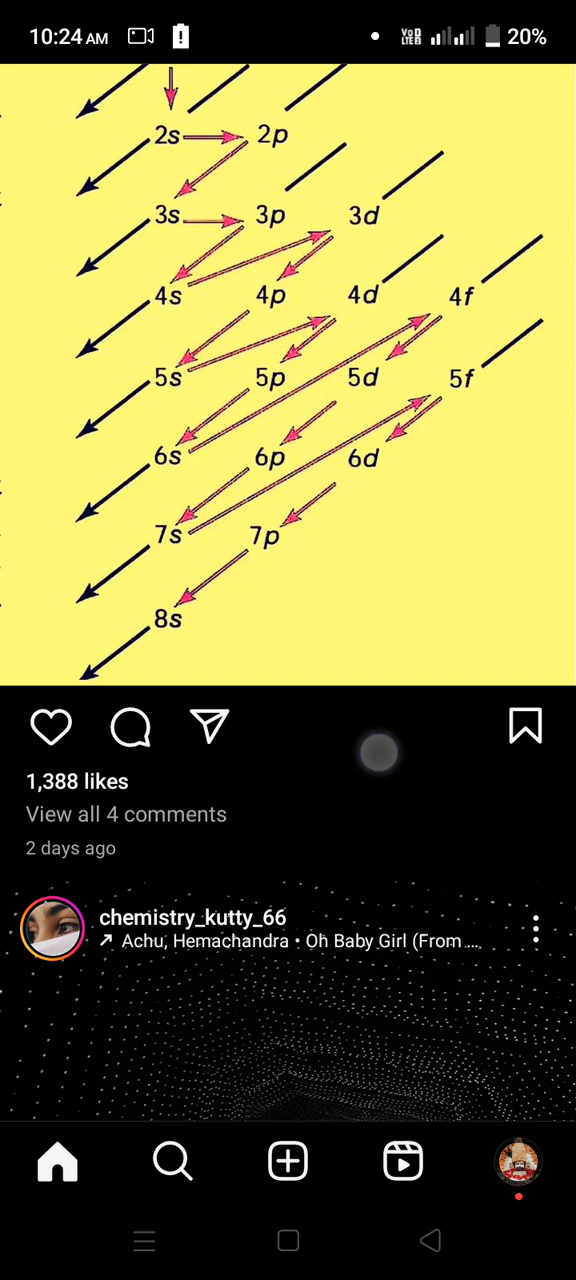 10:24 AM VoD LTED 20%
2s 2p
3s 3p 3d
4s 4p 4d 4f
5s 5p 5d 5f
6s 6p 6d
7s 7p
8s
1,388 likes
View all 4 comments
2 days ago
chemistry_kutty_66
Achu, Hemachandra • Oh Baby Girl (From ....